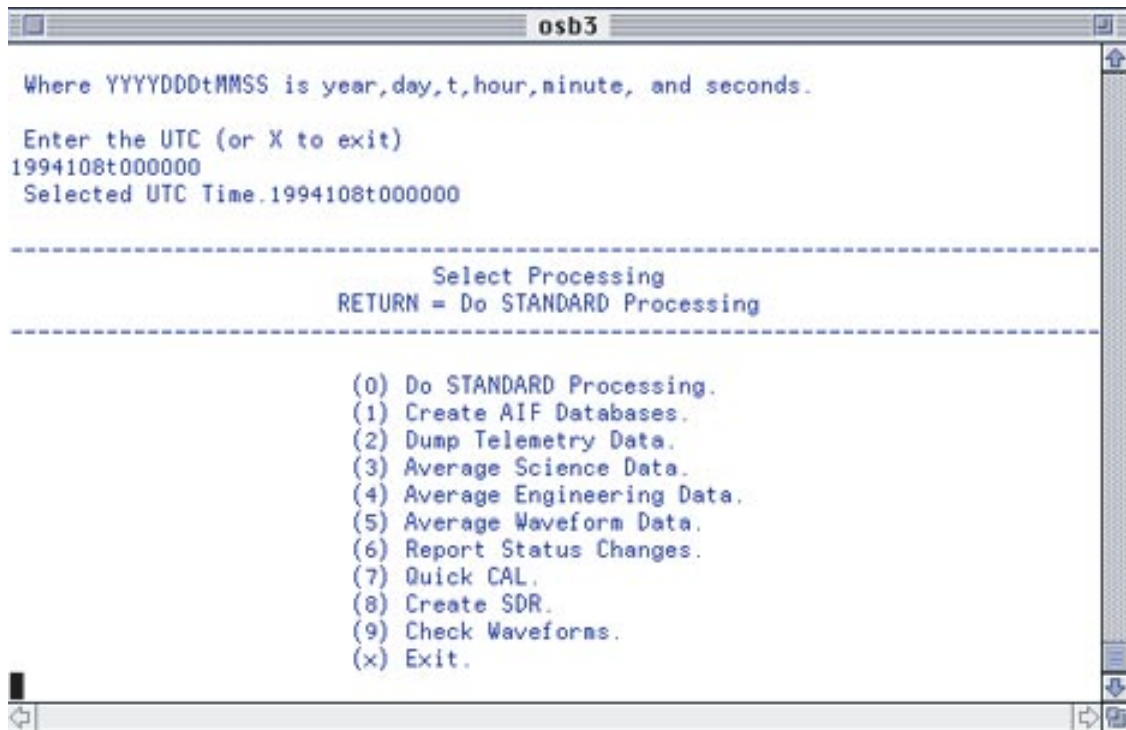 osb3
Where YYYYDDDtMMSS is year,day,t,hour,minute, and seconds.
Enter the UTC (or X to exit)
1994108t000000
Selected UTC Time.1994108t000000
Select Processing
RETURN = Do STANDARD Processing
(0) Do STANDARD Processing.
(1) Create AIF Databases.
(2) Dump Telemetry Data.
(3) Average Science Data.
(4) Average Engineering Data.
(5) Average Waveform Data.
(6) Report Status Changes.
(7) Quick CAL.
(8) Create SDR.
(9) Check Waveforms.
(x) Exit.